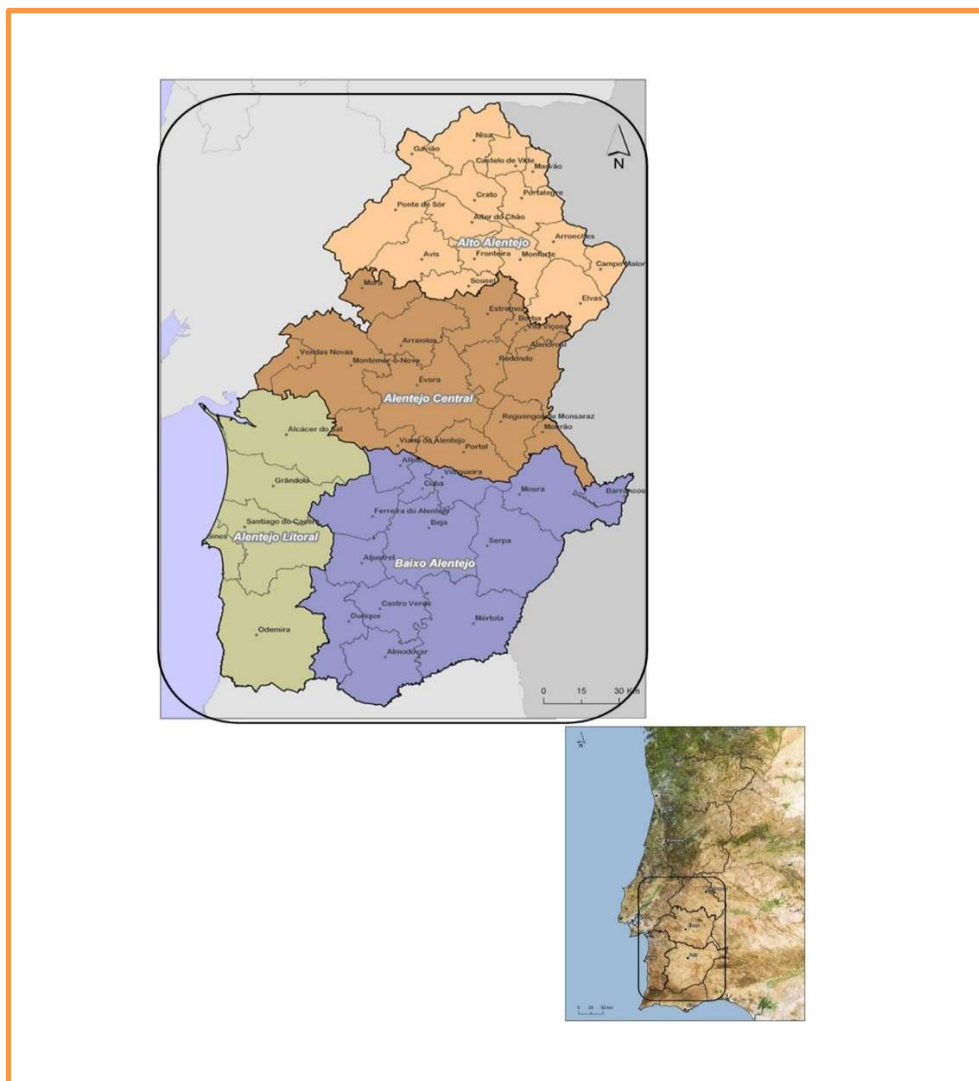 Nisa
Gavião
N
Castelo de Vide
Marvão
Crato
Portalegre
Ponte de Sôr
Alter do Chão
Arronches
Alto Alentejo
Avis
Fronteira
Monforte
Campo Maior
Mora
Sousel
Elvas
Estremoz
Borba
Vila Viçosa
Arraiolos
Alandroal
Vendas Novas
Montemor-o-Novo
Redondo
Évora
Alentejo Central
Reguengos de Monsaraz
Mourão
Alcácer do Sal
Viana do Alentejo
Portel
Vidigueira
Cuba
Moura
Barrancos
Grândola
Ferreira do Alentejo
Santiago do Cacém
Beja
Sines
Alentejo Litoral
Serpa
Aljustrel
Baixo Alentejo
Castro Verde
Ourique
Mértola
Odemira
Almodôvar
0 15 30 Km
N